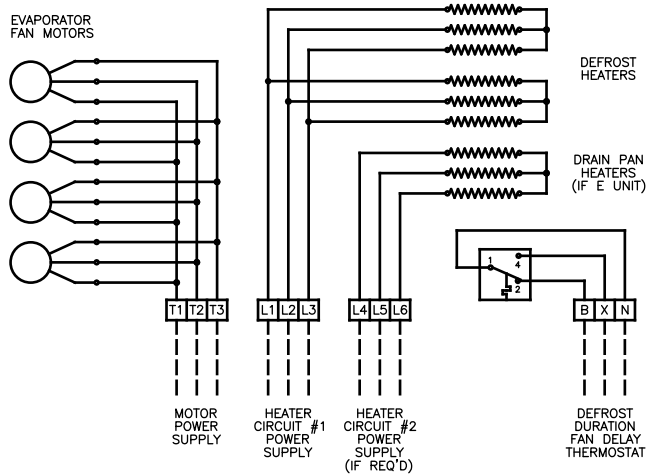 EVAPORATOR
FAN MOTORS
DEFROST
HEATERS
DRAIN PAN
HEATERS
(IF E UNIT)
1
4
2
T1 T2 T3
L1 L2 L3
L4 L5 L6
B X N
MOTOR
POWER
SUPPLY
HEATER
CIRCUIT #1
POWER
SUPPLY
HEATER
CIRCUIT #2
POWER
SUPPLY
(IF REQ'D)
DEFROST
DURATION
FAN DELAY
THERMOSTAT